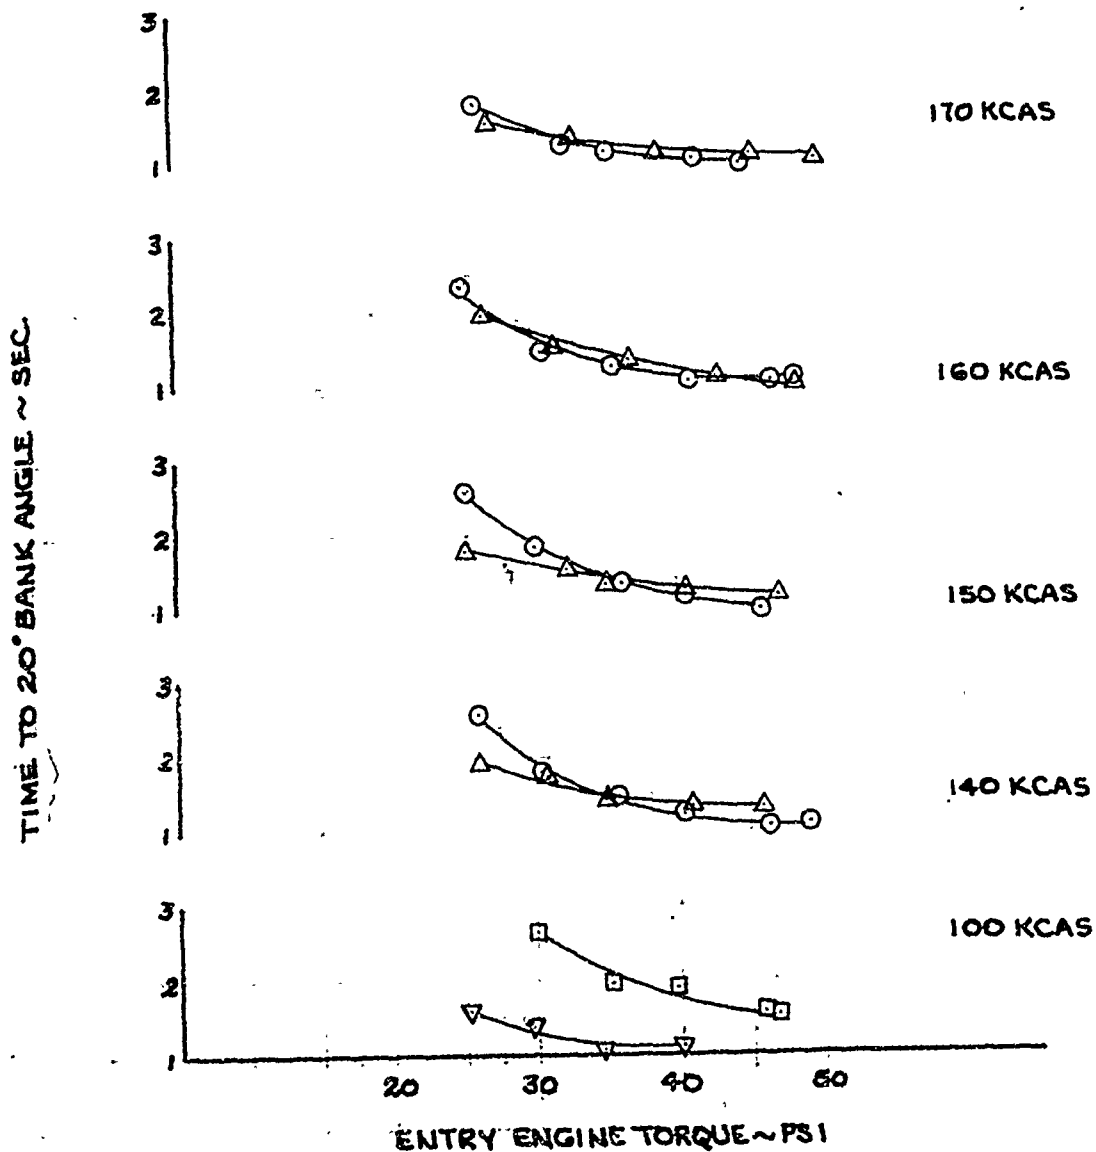 3
2
1
170 KCAS
3
2
1
160 KCAS
3
2
1
150 KCAS
3
2
1
140 KCAS
3
2
1
100 KCAS
20 30 40 50
TIME TO 20° BANK ANGLE ~ SEC.
ENTRY ENGINE TORQUE ~ PSI